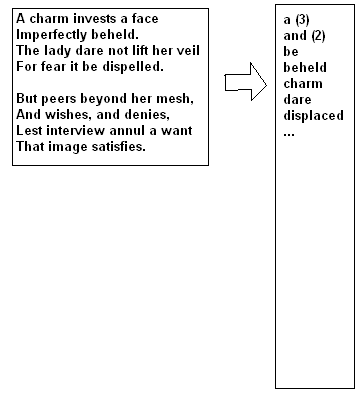 A charm invests a face
Imperfectly beheld.
The lady dare not lift her veil
For fear it be dispelled.
But peers beyond her mesh,
And wishes, and denies,
Lest interview annul a want
That image satisfies.
a (3)
and (2)
be
beheld
charm
dare
displaced
...